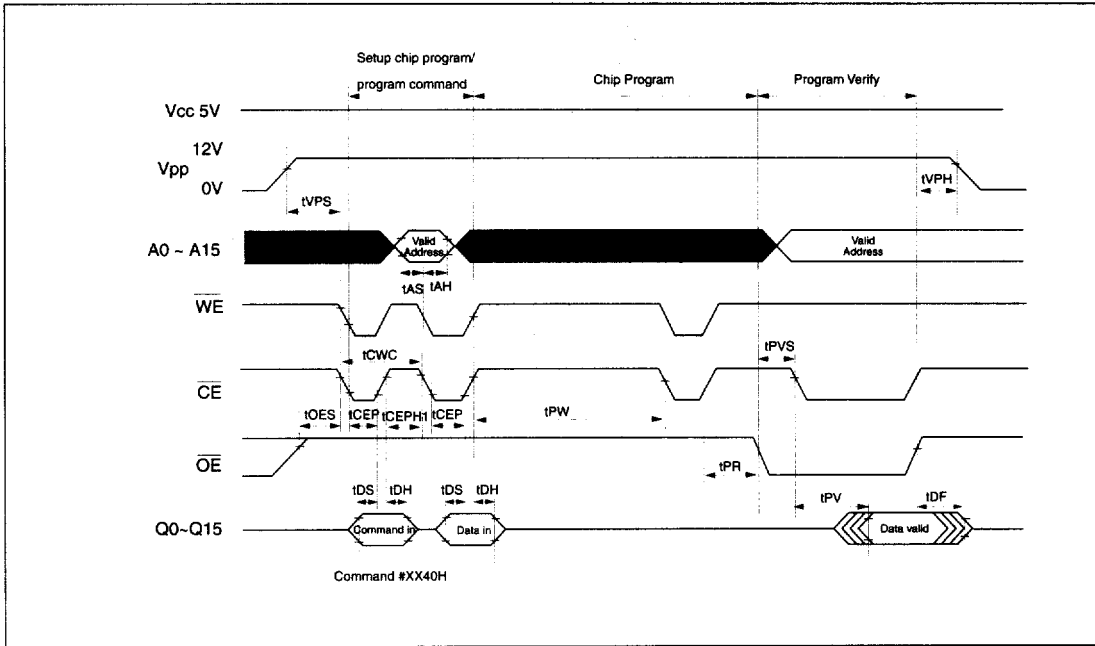 Setup chip program/
program command
Chip Program
Program Verify
Vcc 5V
12V
Vpp
0V
tVPS
tVPH
A0 ~ A15
Valid
Address
Valid
Address
tAS
tAH
WE
tCWC
tPVS
CE
tOES
tCEP
tCEPH1
tCEP
tPW
OE
tPR
tDS
tDH
tDS
tDH
tPV
tDF
Q0~Q15
Command in
Data in
Data valid
Command #XX40H